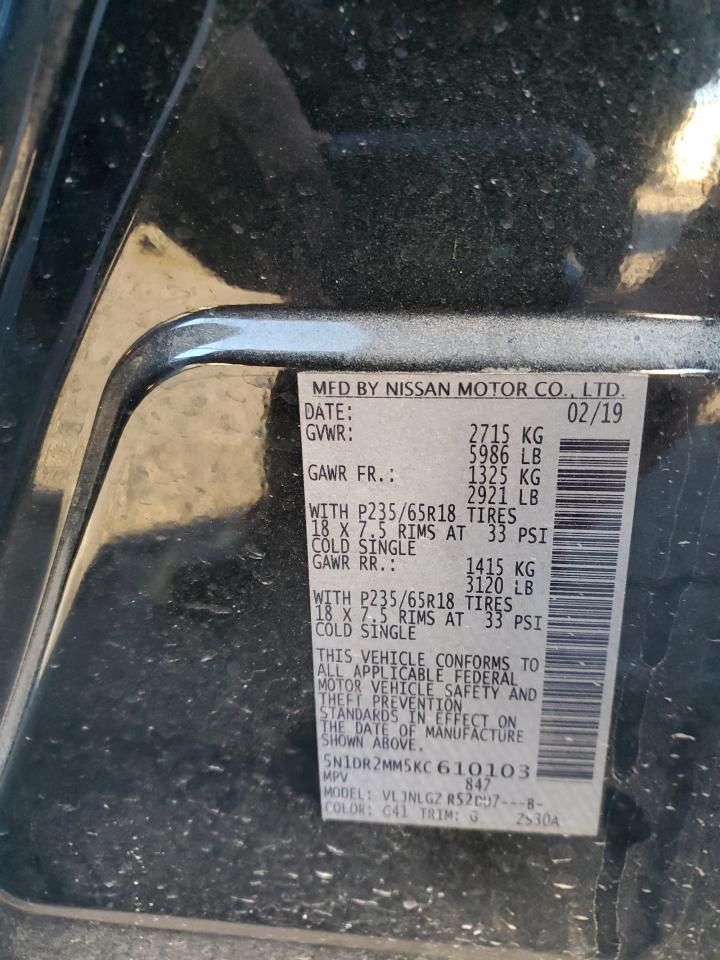 MFD BY NISSAN MOTOR CO., LTD.
DATE: 02/19
GVWR: 2715 KG
5986 LB
GAWR FR.: 1325 KG
2921 LB
WITH P235/65R18 TIRES
18 X 7.5 RIMS AT 33 PSI
COLD SINGLE
GAWR RR.: 1415 KG
3120 LB
WITH P235/65R18 TIRES
18 X 7.5 RIMS AT 33 PSI
COLD SINGLE
THIS VEHICLE CONFORMS TO
ALL APPLICABLE FEDERAL
MOTOR VEHICLE SAFETY AND
THEFT PREVENTION
STANDARDS IN EFFECT ON
THE DATE OF MANUFACTURE
SHOWN ABOVE.
5N1DR2MM5KC610103
MPV 847
MODEL:
COLOR: G41 TRIM: G